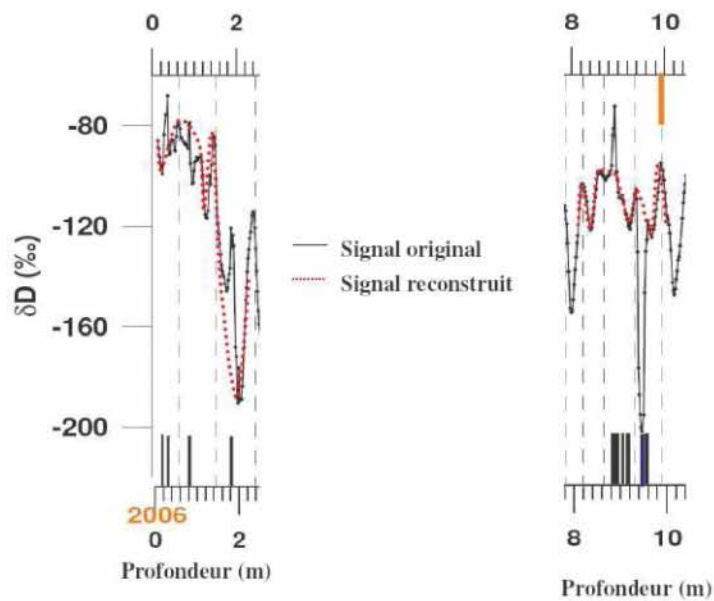 0 2
8 10
-80
-120
-160
-200
δD (‰)
Signal original
Signal reconstruit
2006
0 2
8 10
Profondeur (m)
Profondeur (m)